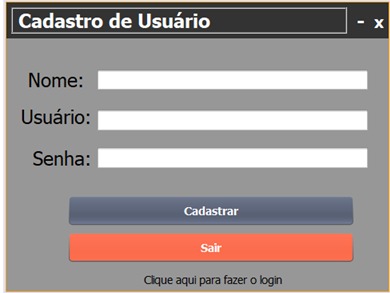 Cadastro de Usuário - x
Nome:
Usuário:
Senha:
Cadastrar
Sair
Clique aqui para fazer o login